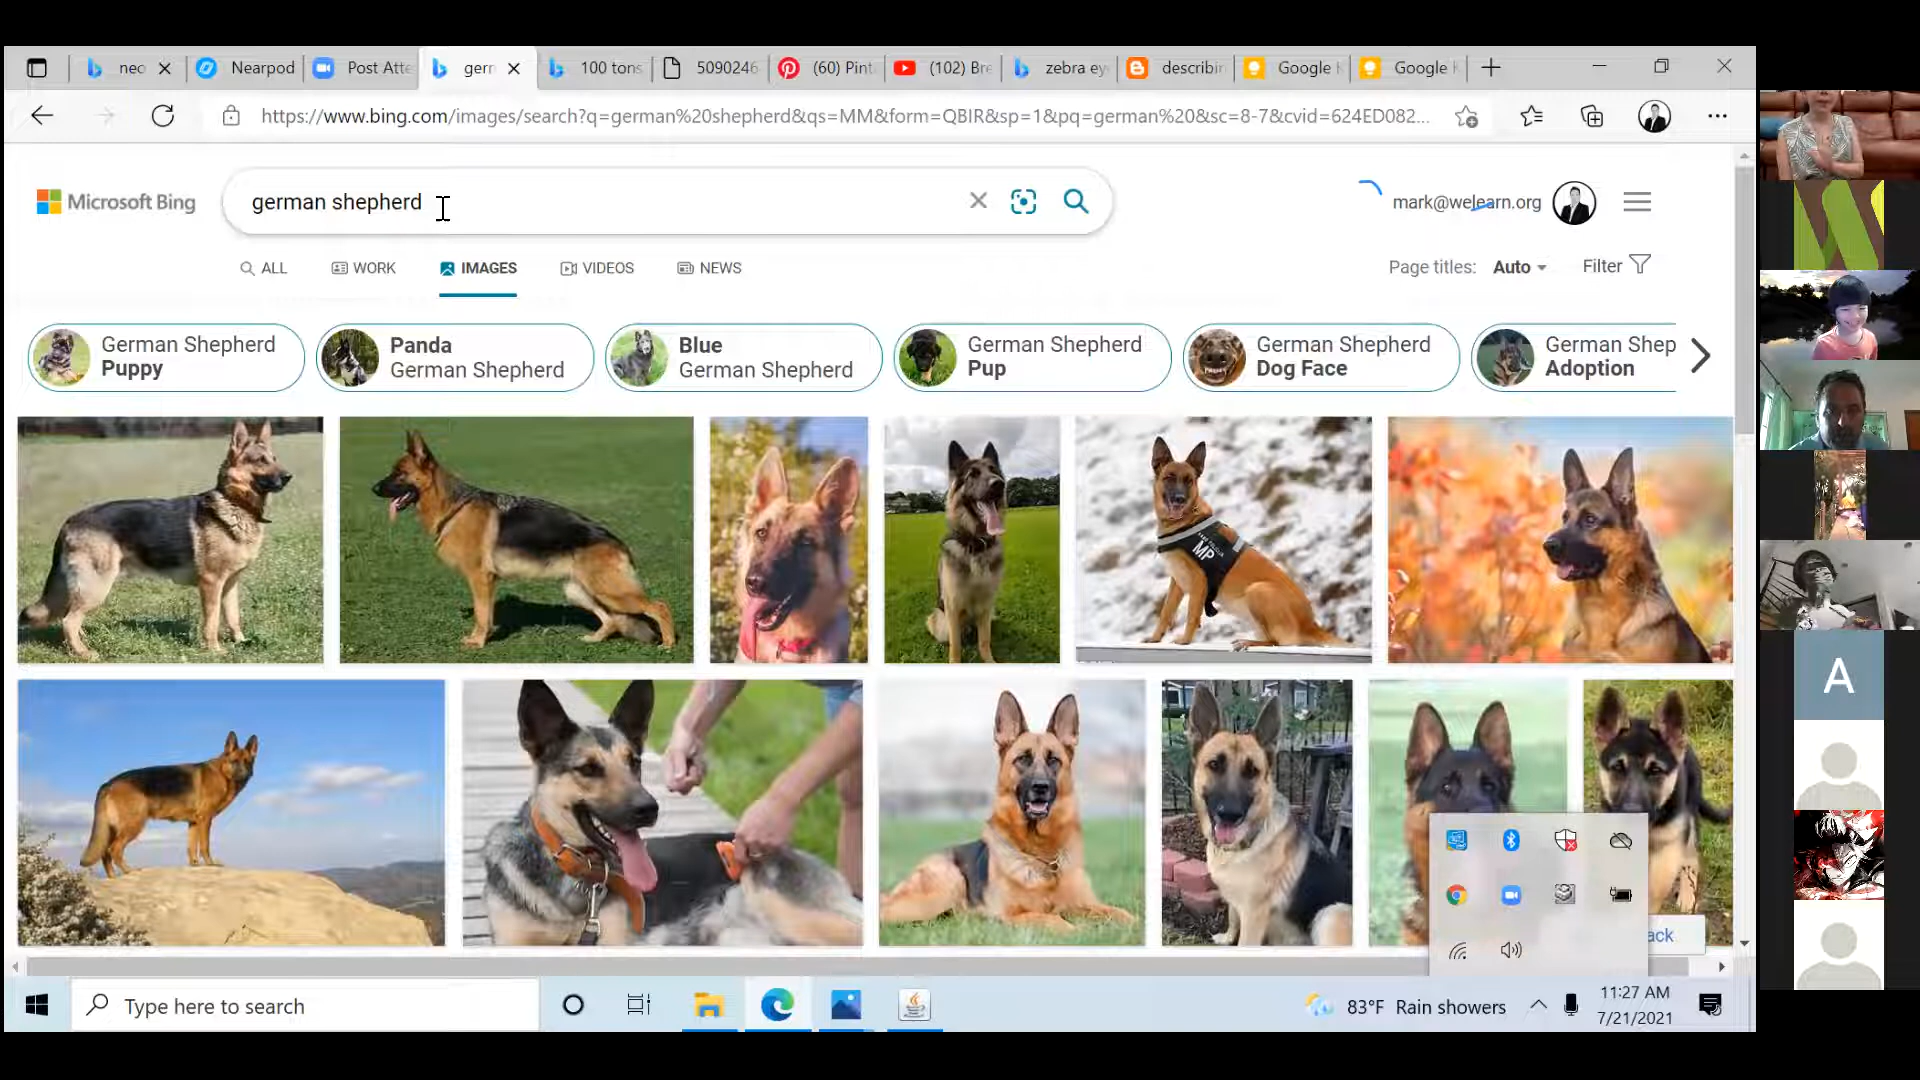 neo
Nearpod
Post Atte
gern
100 tons
5090246
(60) Pint
(102) Bre
zebra ey
describin
Google
Google
https://www.bing.com/images/search?q=german%20shepherd&qs=MM&form=QBIR&sp=1&pq=german%20&sc=8-7&cvid=624ED082...
Microsoft Bing
german shepherd
mark@welearn.org
ALL
WORK
IMAGES
VIDEOS
NEWS
Page titles: Auto
Filter
German Shepherd
Puppy
Panda
German Shepherd
Blue
German Shepherd
German Shepherd
Pup
German Shepherd
Dog Face
German Shep
Adoption
MP
ack
A
Type here to search
83°F Rain showers
11:27 AM
7/21/2021